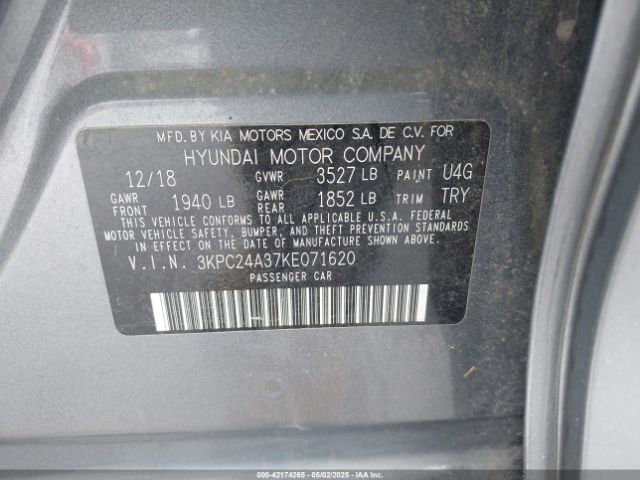 MFD. BY KIA MOTORS MEXICO S.A. DE C.V. FOR
HYUNDAI MOTOR COMPANY
12/18 GVWR 3527 LB PAINT U4G
GAWR FRONT 1940 LB GAWR REAR 1852 LB TRIM TRY
THIS VEHICLE CONFORMS TO ALL APPLICABLE U.S.A. FEDERAL
MOTOR VEHICLE SAFETY, BUMPER, AND THEFT PREVENTION
STANDARDS IN EFFECT ON THE DATE OF MANUFACTURE SHOWN ABOVE.
V.I.N. 3KPC24A37KE071620
PASSENGER CAR
000-42174265 - 05/02/2025 - IAAI.COM